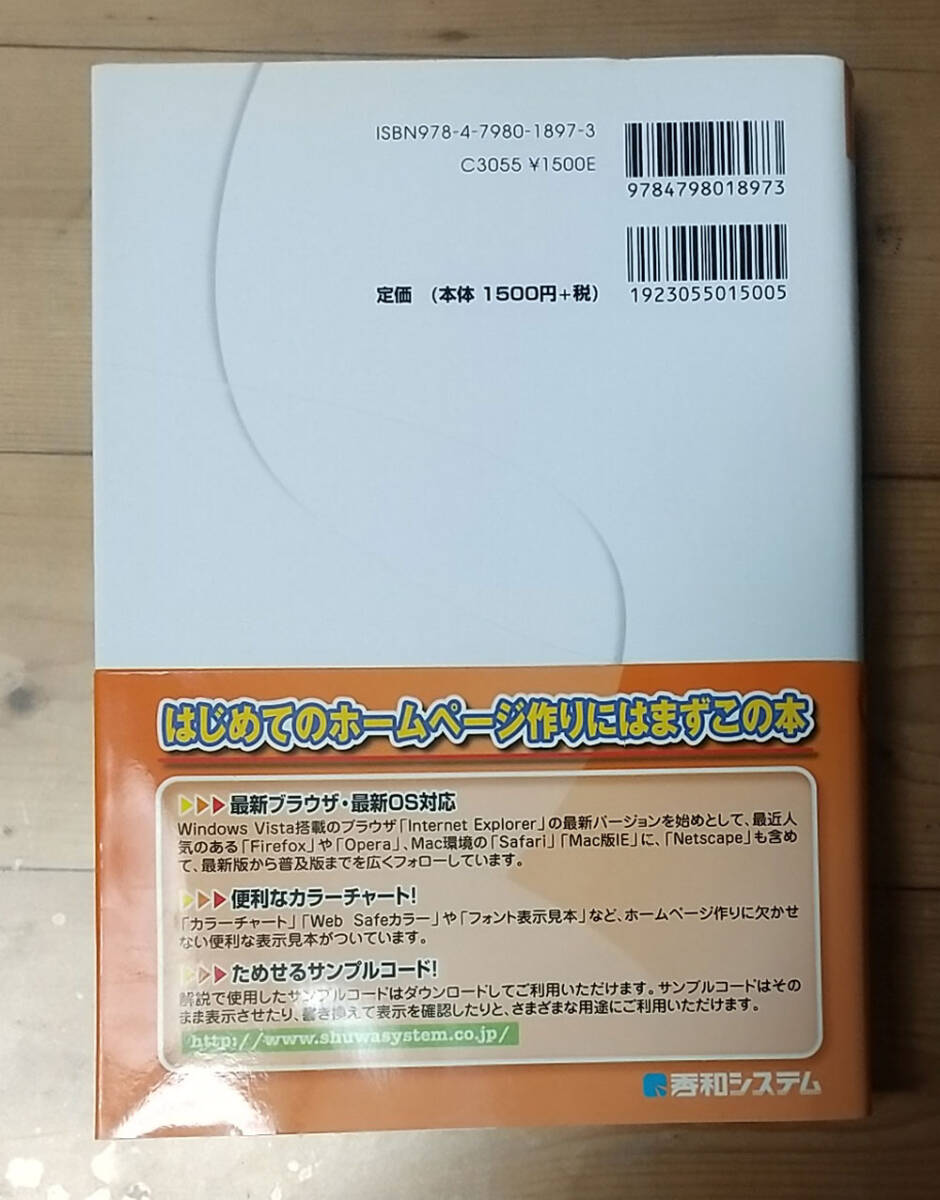 ISBN978-4-7980-1897-3
C3055 ¥1500E
9784798018973
定価 (本体 1500円+税)
1923055015005
はじめてのホームページ作りにはまずこの本
最新ブラウザ・最新OS対応
Windows Vista搭載のブラウザ「Internet Explorer」の最新バージョンを始めとして、最近人
気のある「Firefox」や「Opera」、Mac環境の「Safari」「Mac版IE」に、「Netscape」も含め
て、最新版から普及版までを広くフォローしています。
便利なカラーチャート!
「カラーチャート」「Web Safeカラー」や「フォント表示見本」など、ホームページ作りに欠かせ
ない便利な表示見本がついています。
ためせるサンプルコード!
解説で使用したサンプルコードはダウンロードしてご利用いただけます。サンプルコードはその
まま表示させたり、書き換えて表示を確認したりと、さまざまな用途にご利用いただけます。
http://www.shuwasystem.co.jp/
秀和システム